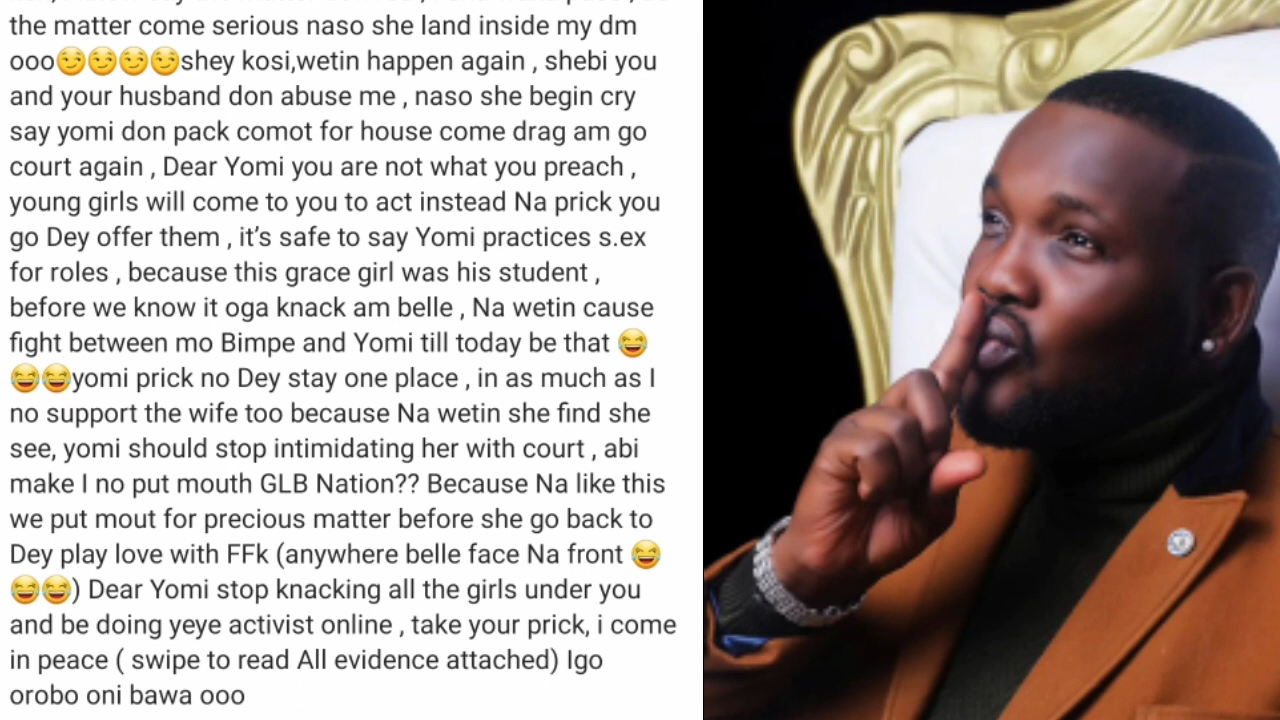 the matter come serious naso she land inside my dm
ooo😏😏😏😏shey kosi,wetin happen again , shebi you
and your husband don abuse me , naso she begin cry
say yomi don pack comot for house come drag am go
court again , Dear Yomi you are not what you preach ,
young girls will come to you to act instead Na prick you
go Dey offer them , it’s safe to say Yomi practices s.ex
for roles , because this grace girl was his student ,
before we know it oga knack am belle , Na wetin cause
fight between mo Bimpe and Yomi till today be that 😂
😂😂yomi prick no Dey stay one place , in as much as I
no support the wife too because Na wetin she find she
see, yomi should stop intimidating her with court , abi
make I no put mouth GLB Nation?? Because Na like this
we put mout for precious matter before she go back to
Dey play love with FFk (anywhere belle face Na front 😂
😂😂) Dear Yomi stop knacking all the girls under you
and be doing yeye activist online , take your prick, i come
in peace ( swipe to read All evidence attached) Igo
orobo oni bawa ooo